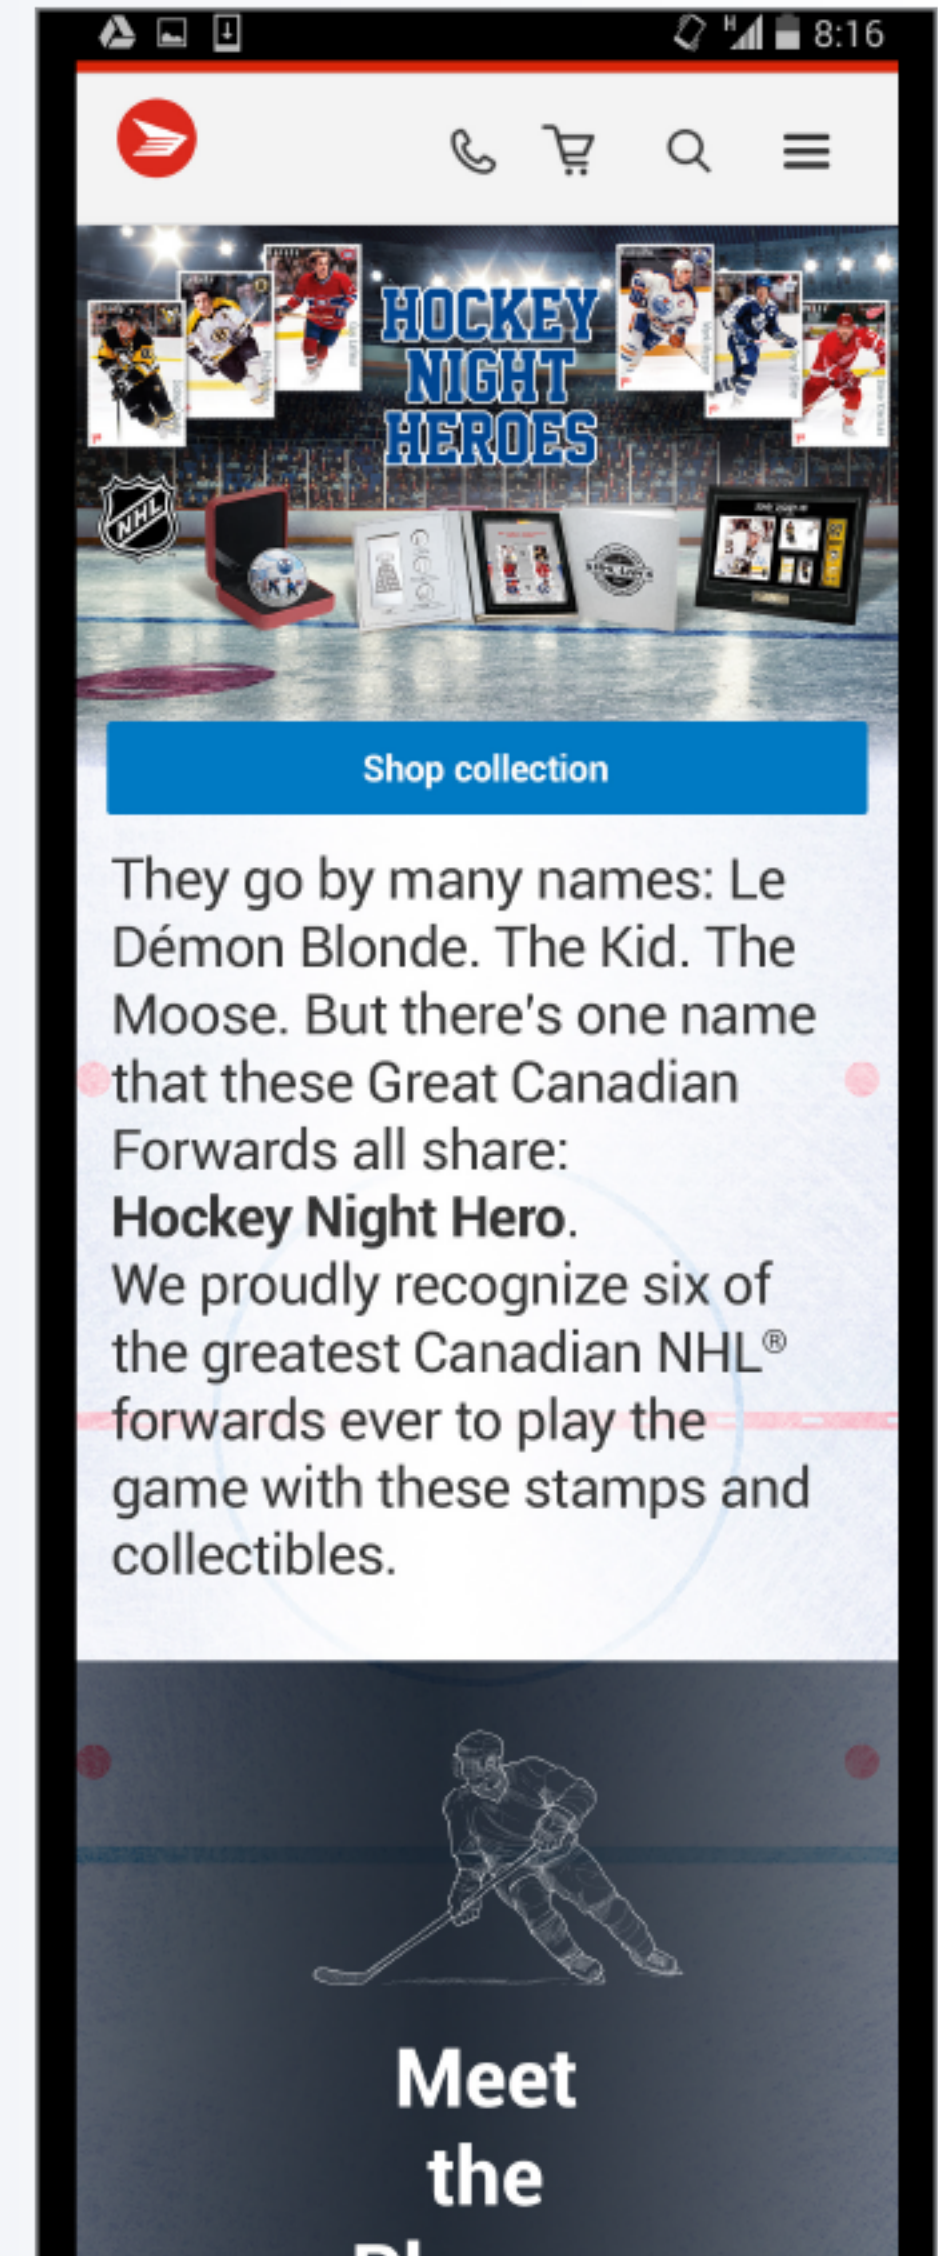 8:16
HOCKEY
NIGHT
HEROES
NHL
Shop collection
They go by many names: Le
Démon Blonde. The Kid. The
Moose. But there's one name
that these Great Canadian
Forwards all share:
Hockey Night Hero.
We proudly recognize six of
the greatest Canadian NHL®
forwards ever to play the
game with these stamps and
collectibles.
Meet
the